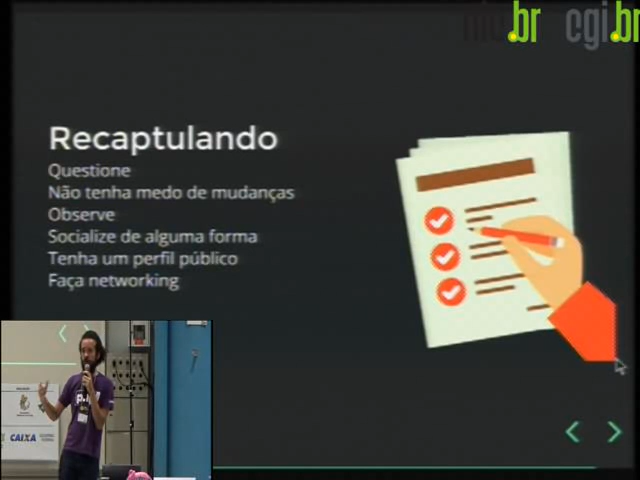 nic.br cgi.br
Recaptulando
Questione
Não tenha medo de mudanças
Observe
Socialize de alguma forma
Tenha um perfil público
Faça networking
CAIXA